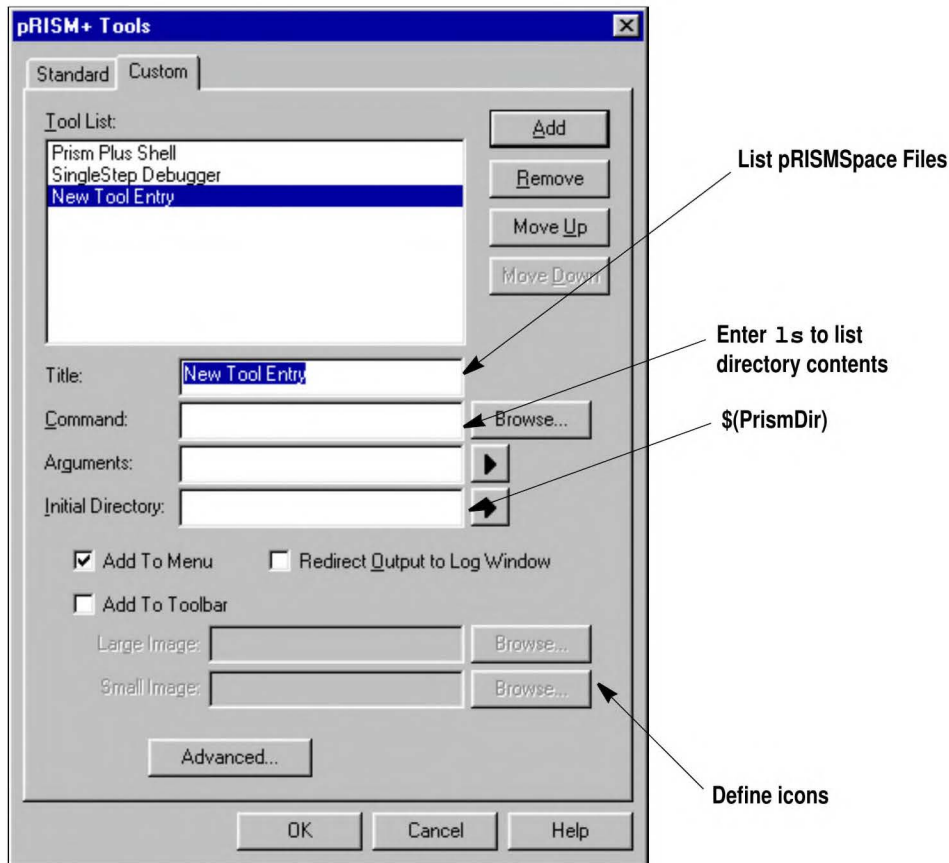 pRISM+ Tools
Standard
Custom
Tool List:
Prism Plus Shell
SingleStep Debugger
New Tool Entry
Add
Remove
Move Up
Move Down
List pRISMSpace Files
Title:
New Tool Entry
Enter ls to list
directory contents
Command:
Browse...
$(PrismDir)
Arguments:
Initial Directory:
Add To Menu
Redirect Output to Log Window
Add To Toolbar
Large Image:
Browse...
Small Image:
Browse...
Advanced...
Define icons
OK
Cancel
Help